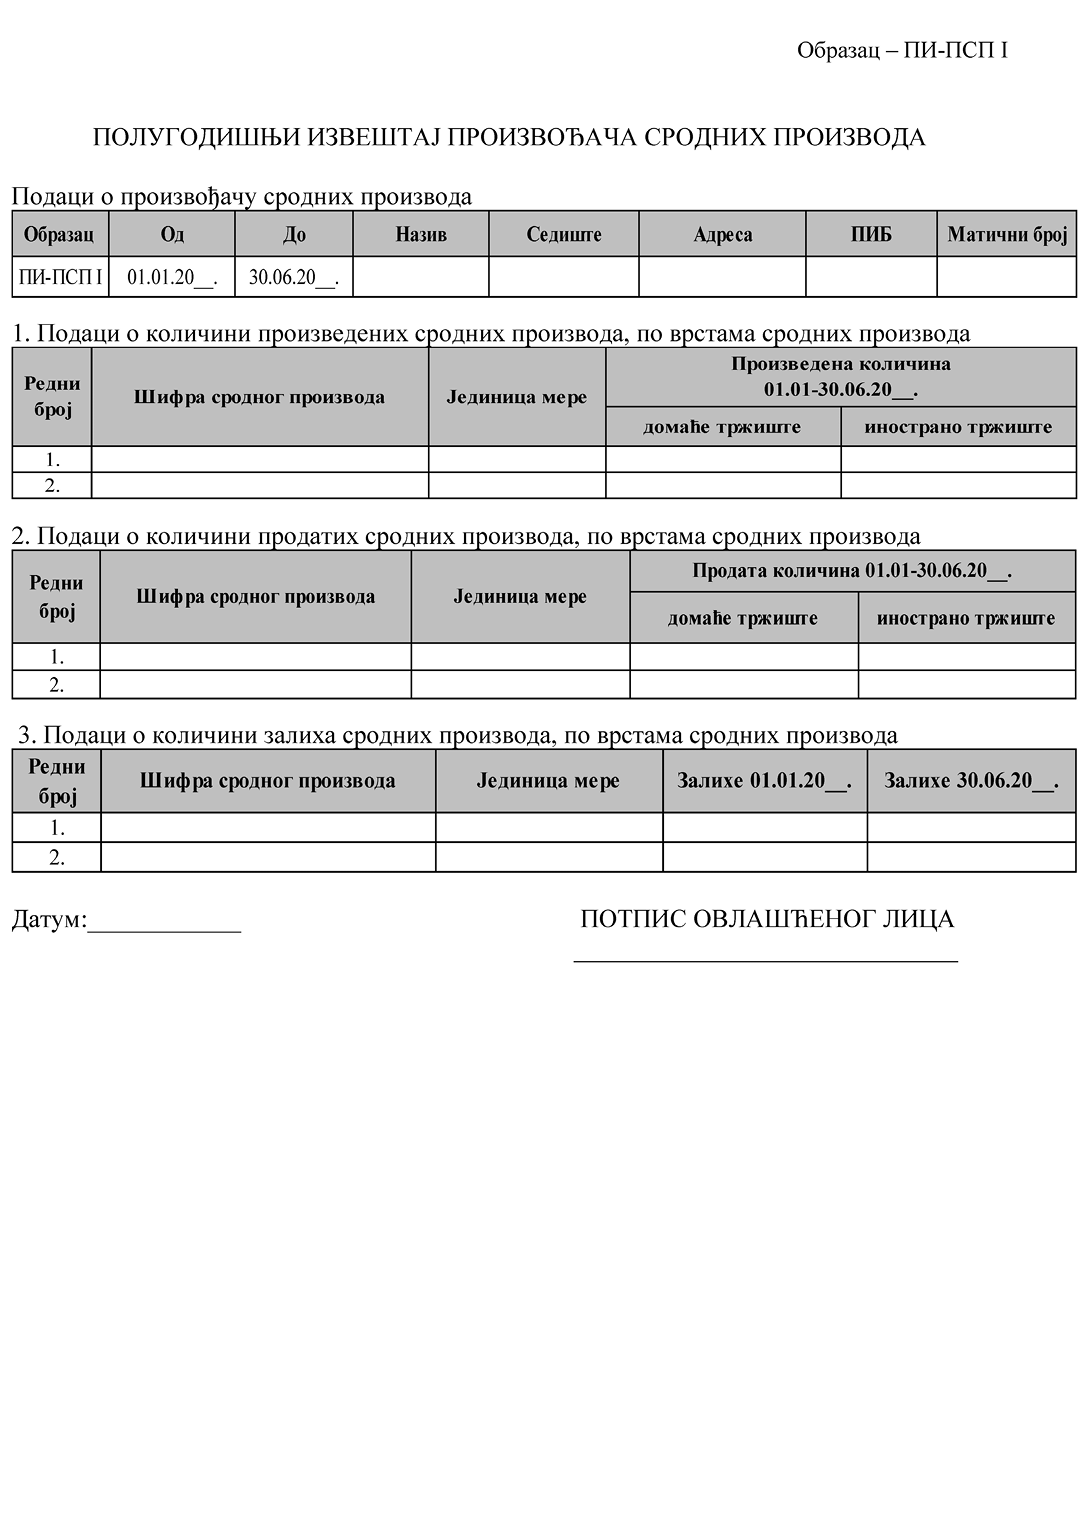 Образац – ПИ-ПСП I
ПОЛУГОДИШЊИ ИЗВЕШТАЈ ПРОИЗВОЂАЧА СРОДНИХ ПРОИЗВОДА
Подаци о произвођачу сродних производа
Образац Од До Назив Седиште Адреса ПИБ Матични број
ПИ-ПСП I 01.01.20__. 30.06.20__.
1. Подаци о количини произведених сродних производа, по врстама сродних производа
Редни број Шифра сродног производа Јединица мере Произведена количина
01.01-30.06.20__.
домаће тржиште инострано тржиште
1.
2.
2. Подаци о количини продатих сродних производа, по врстама сродних производа
Редни број Шифра сродног производа Јединица мере Продата количина 01.01-30.06.20__.
домаће тржиште инострано тржиште
1.
2.
3. Подаци о количини залиха сродних производа, по врстама сродних производа
Редни број Шифра сродног производа Јединица мере Залихе 01.01.20__. Залихе 30.06.20__.
1.
2.
Датум:____________ ПОТПИС ОВЛАШЋЕНОГ ЛИЦА
______________________________